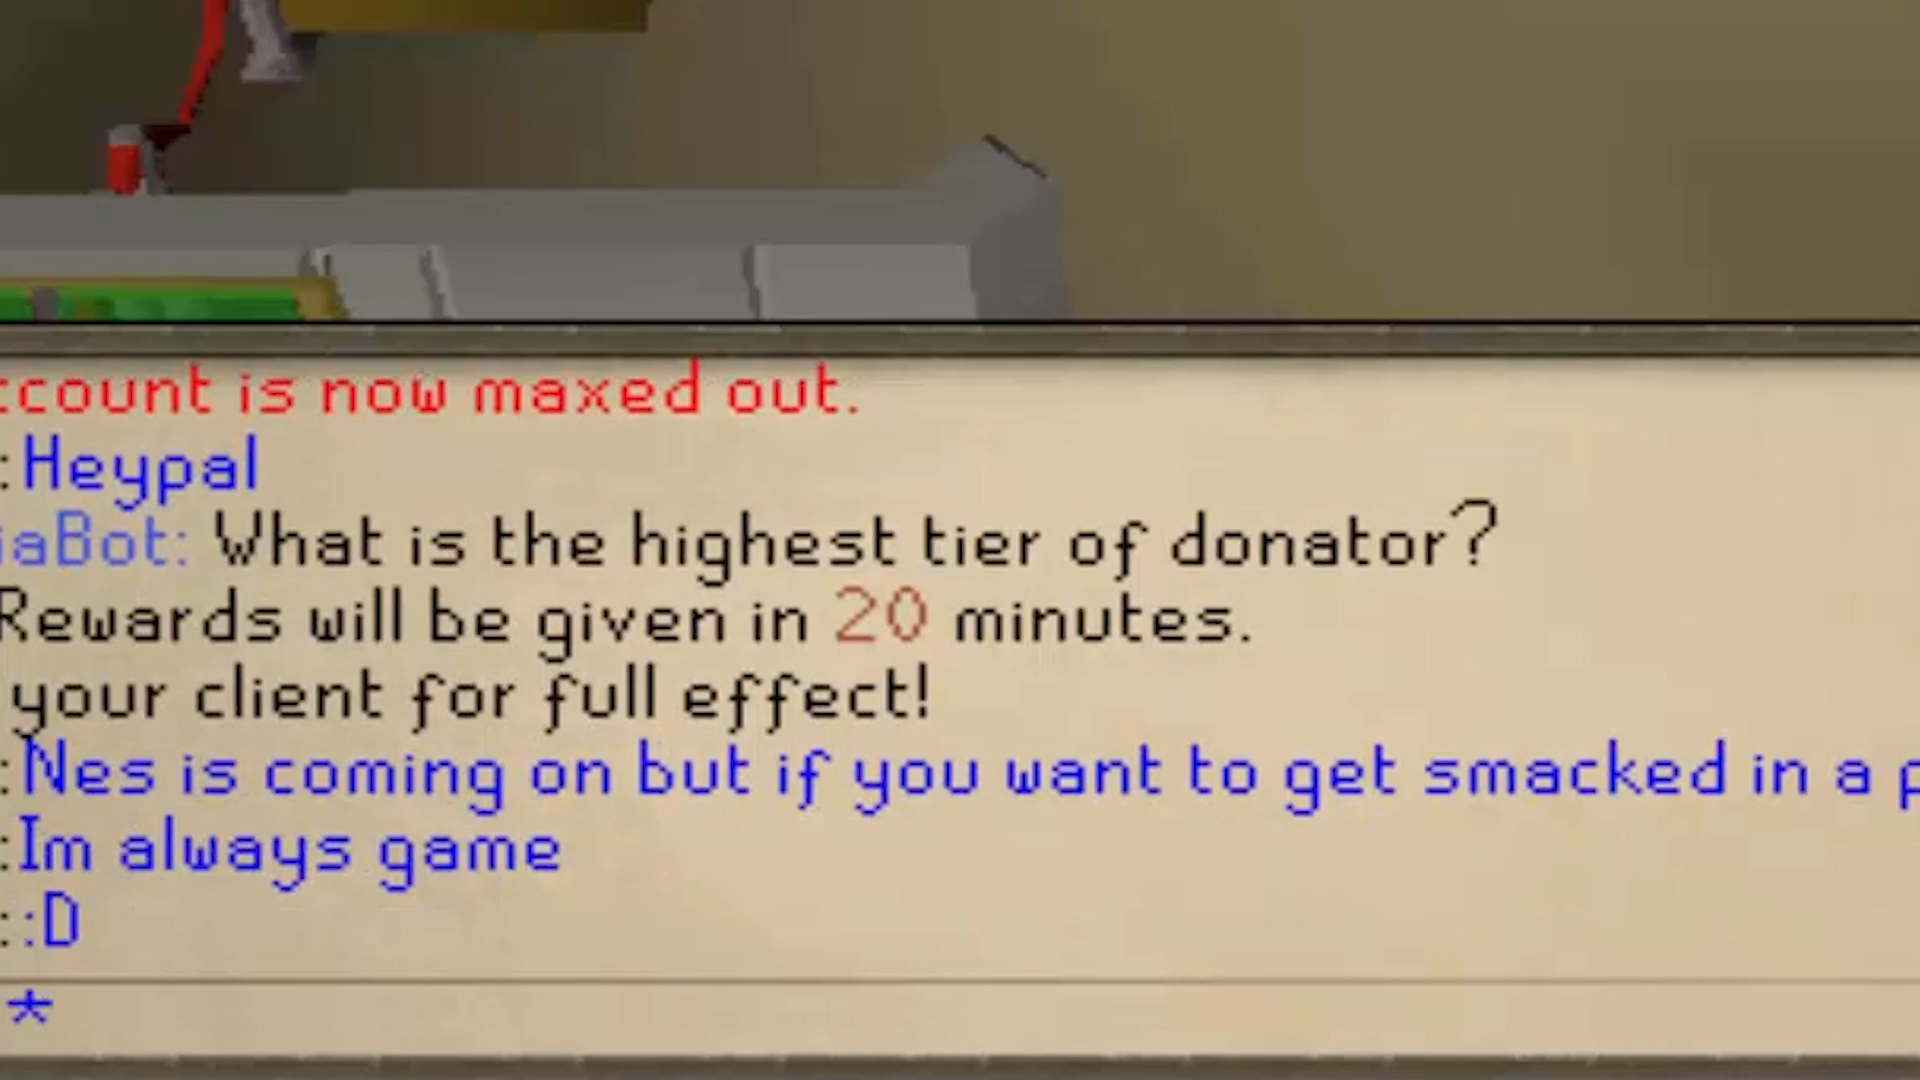 ccount is now maxed out.
:Heypal
iaBot: What is the highest tier of donator?
Rewards will be given in 20 minutes.
your client for full effect!
:Nes is coming on but if you want to get smacked in a p
:Im always game
::D
*